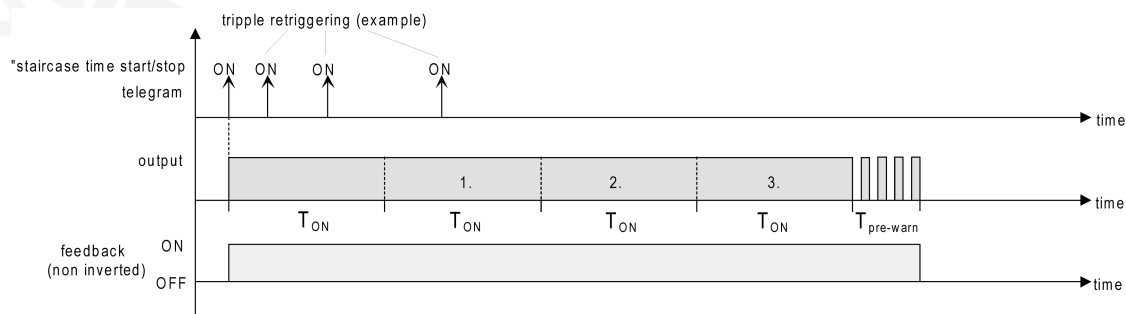 tripple retriggering (example)
"staircase time start/stop
telegram
ON ON ON ON
time
output
1. 2. 3.
time
TON TON TON TON Tpre-warn
feedback
(non inverted)
ON
OFF
time